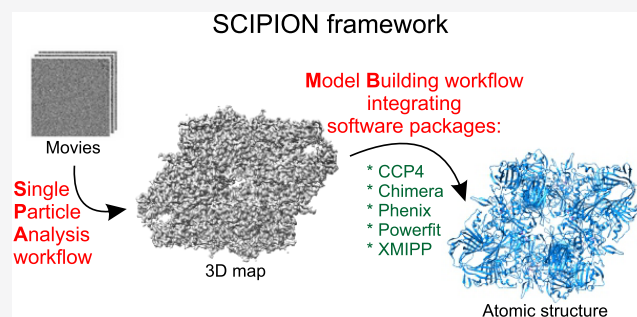 SCIPION framework
Movies
Single
Particle
Analysis
workflow
3D map
Model Building workflow
integrating
software packages:
* CCP4
* Chimera
* Phenix
* Powerfit
* XMIPP
Atomic structure